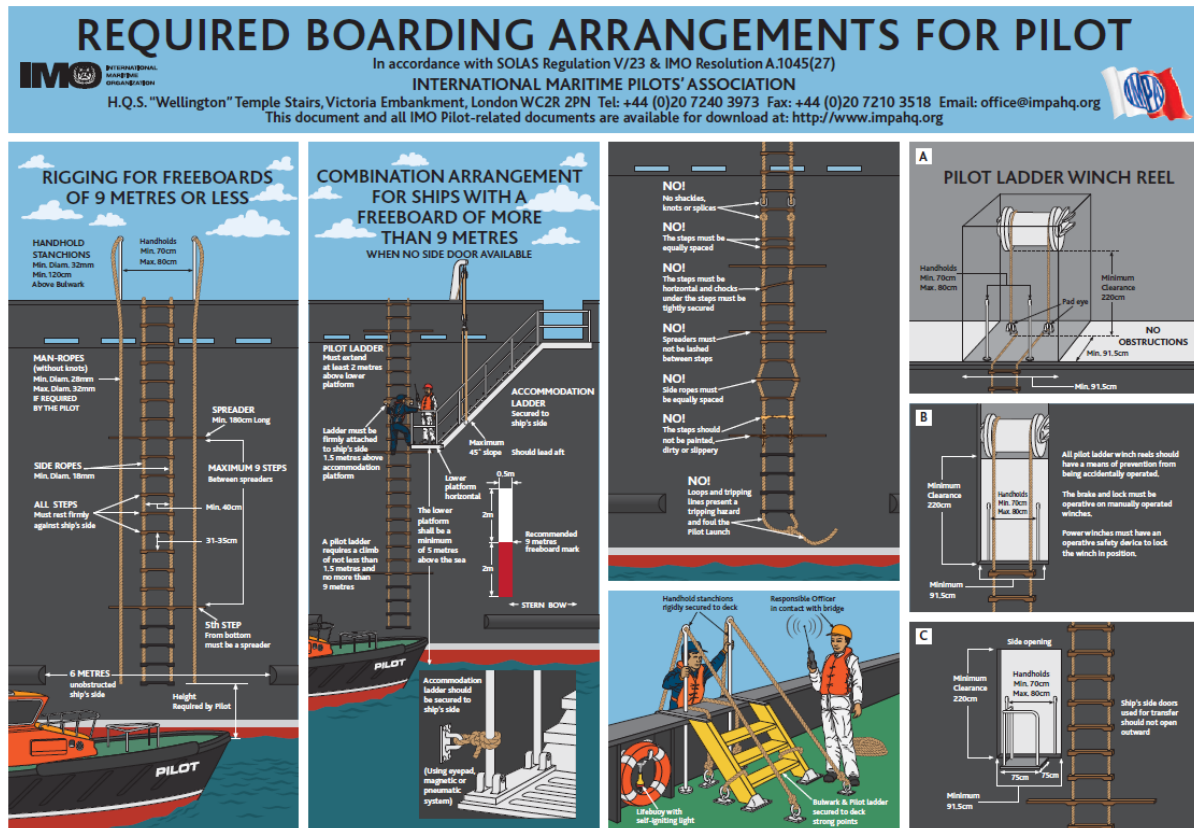 REQUIRED BOARDING ARRANGEMENTS FOR PILOT
In accordance with SOLAS Regulation V/23 & IMO Resolution A.1045(27)
INTERNATIONAL MARITIME PILOTS' ASSOCIATION
H.Q.S. "Wellington" Temple Stairs, Victoria Embankment, London WC2R 2PN Tel: +44 (0)20 7240 3973 Fax: +44 (0)20 7210 3518 Email: office@impahq.org
This document and all IMO Pilot-related documents are available for download at: http://www.impahq.org
IMO
INTERNATIONAL
MARITIME
ORGANIZATION
IMPA
RIGGING FOR FREEBOARDS
OF 9 METRES OR LESS
HANDHOLD
STANCHIONS
Min. Diam. 32mm
Min. 120cm
Above Bulwark
Handholds
Min. 70cm
Max. 80cm
MAN-ROPES
(without knots)
Min. Diam. 28mm
Max. Diam. 32mm
IF REQUIRED
BY THE PILOT
SPREADER
Min. 180cm Long
SIDE ROPES
Min. Diam. 18mm
MAXIMUM 9 STEPS
Between spreaders
ALL STEPS
Must rest firmly
against ship's side
Min. 40cm
31-35cm
5th STEP
From bottom
must be a spreader
6 METRES
unobstructed
ship's side
Height
Required by Pilot
PILOT
COMBINATION ARRANGEMENT
FOR SHIPS WITH A
FREEBOARD OF MORE
THAN 9 METRES
WHEN NO SIDE DOOR AVAILABLE
PILOT LADDER
Must extend
at least 2 metres
above lower
platform
ACCOMMODATION
LADDER
Secured to
ship's side
Ladder must be
firmly attached
to ship's side
1.5 metres above
accommodation
platform
Maximum
45° slope
Should lead aft
Lower
platform
horizontal
0.5m
2m
2m
The lower
platform
shall be a
minimum
of 5 metres
above the sea
Recommended
9 metres
freeboard mark
A pilot ladder
requires a climb
of not less than
1.5 metres and
no more than
9 metres
STERN BOW
PILOT
Accommodation
ladder should
be secured to
ship's side
(Using eyepad,
magnetic or
pneumatic
system)
NO!
No shackles,
knots or splices
NO!
The steps must be
equally spaced
NO!
The steps must be
horizontal and chocks
under the steps must be
tightly secured
NO!
Spreaders must
not be lashed
between steps
NO!
Side ropes must
be equally spaced
NO!
The steps should
not be painted,
dirty or slippery
NO!
Loops and tripping
lines present a
tripping hazard
and foul the
Pilot Launch
Handhold stanchions
rigidly secured to deck
Responsible Officer
in contact with bridge
Lifebuoy with
self-igniting light
Bulwark & Pilot ladder
secured to deck
strong points
A
PILOT LADDER WINCH REEL
Handholds
Min. 70cm
Max. 80cm
Minimum
Clearance
220cm
Pad eye
NO
OBSTRUCTIONS
Min. 91.5cm
Min. 91.5cm
B
Minimum
Clearance
220cm
Handholds
Min. 70cm
Max. 80cm
Minimum
91.5cm
All pilot ladder winch reels should
have a means of prevention from
being accidentally operated.
The brake and lock must be
operative on manually operated
winches.
Power winches must have an
operative safety device to lock
the winch in position.
C
Side opening
Minimum
Clearance
220cm
Handholds
Min. 70cm
Max. 80cm
Ship's side doors
used for transfer
should not open
outward
75cm
75cm
Minimum
91.5cm